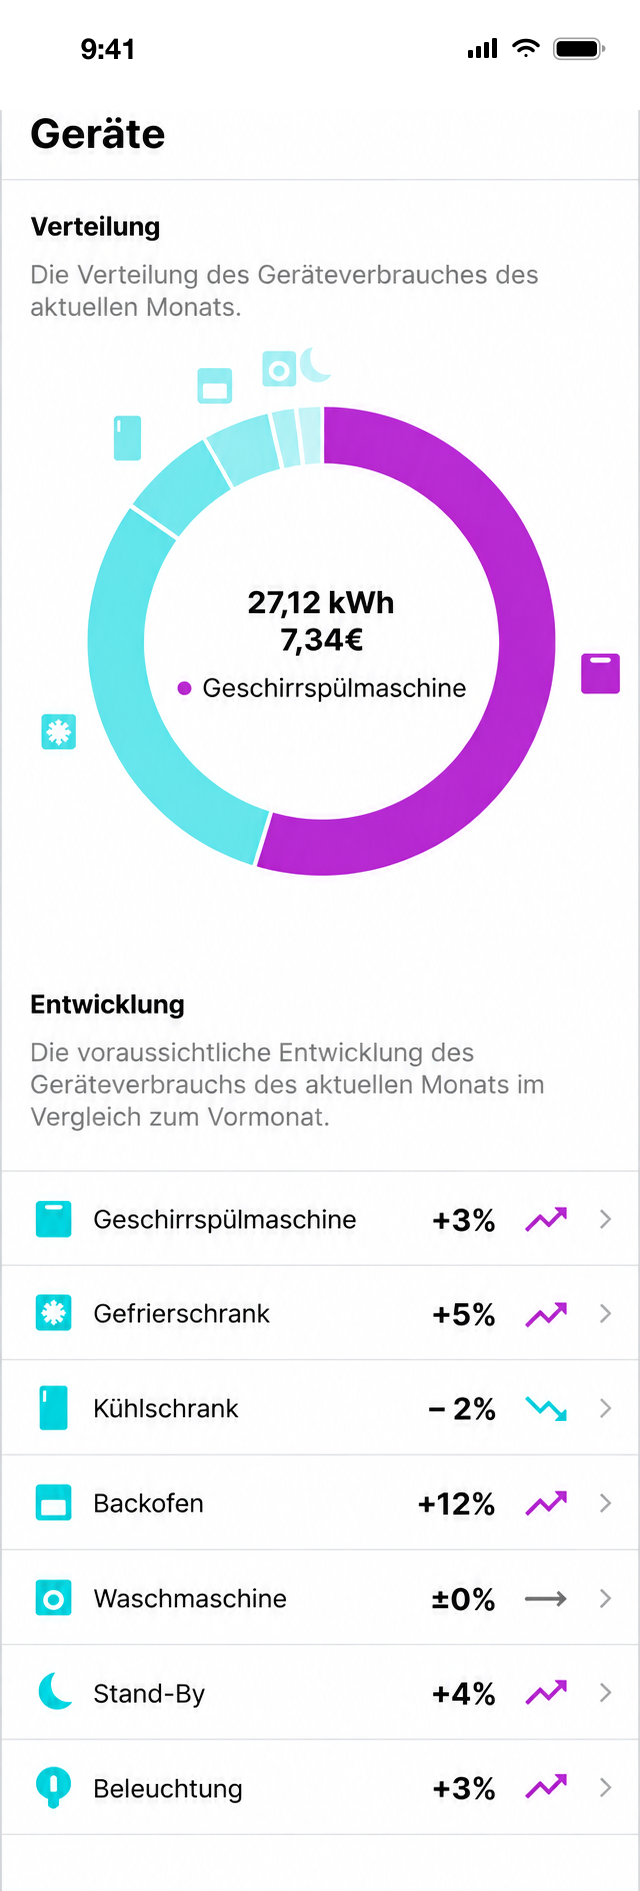 9:41
Geräte
Verteilung
Die Verteilung des Geräteverbrauches des
aktuellen Monats.
27,12 kWh
7,34€
Geschirrspülmaschine
Entwicklung
Die voraussichtliche Entwicklung des
Geräteverbrauchs des aktuellen Monats im
Vergleich zum Vormonat.
Geschirrspülmaschine +3%
Gefrierschrank +5%
Kühlschrank – 2%
Backofen +12%
Waschmaschine ±0%
Stand-By +4%
Beleuchtung +3%